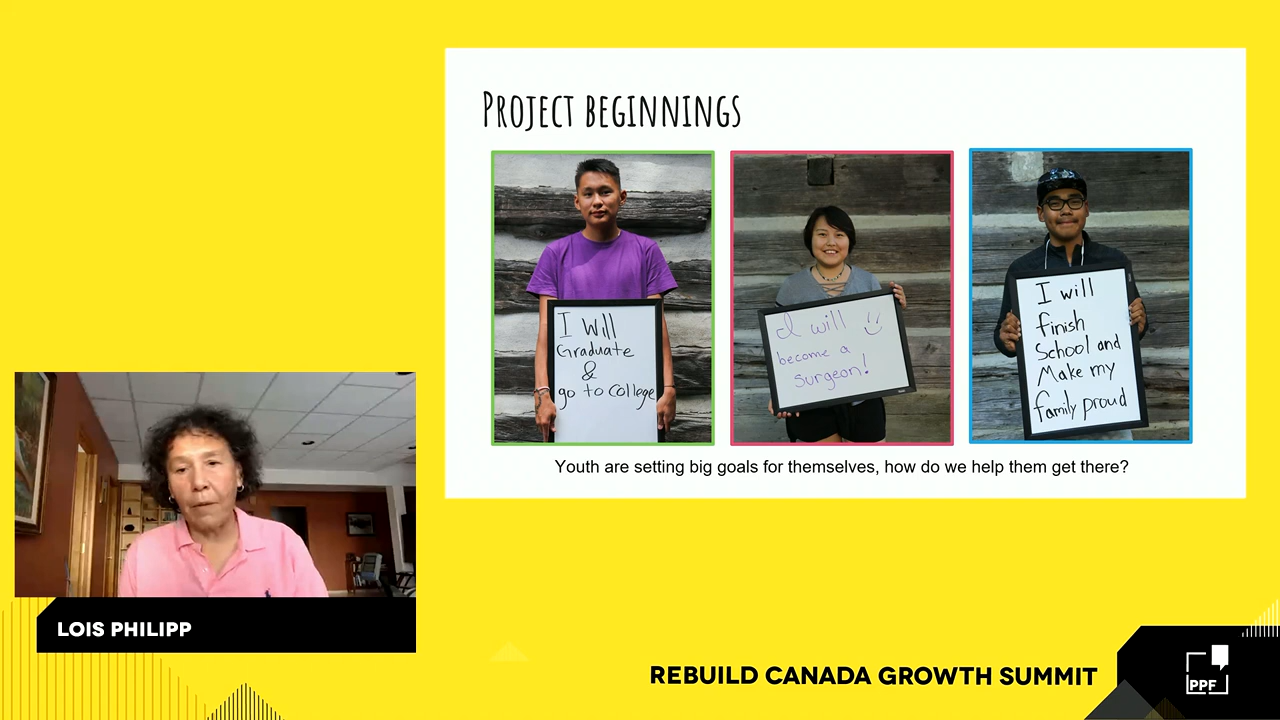 PROJECT BEGINNINGS
I Will
Graduate
&
go to College
I will
become a
surgeon!
I will
finish
School and
Make my
family proud
Youth are setting big goals for themselves, how do we help them get there?
LOIS PHILIPP
REBUILD CANADA GROWTH SUMMIT
PPF